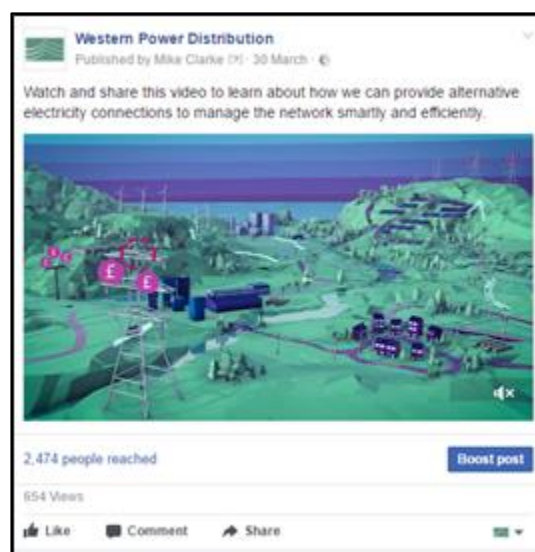 Western Power Distribution
Published by Mike Clarke [?] · 30 March ·
Watch and share this video to learn about how we can provide alternative
electricity connections to manage the network smartly and efficiently.
£
£
2,474 people reached
Boost post
654 Views
Like Comment Share